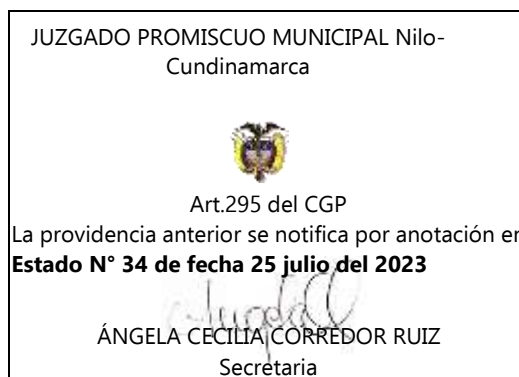 JUZGADO PROMISCUO MUNICIPAL Nilo-
Cundinamarca
Art.295 del CGP
La providencia anterior se notifica por anotación en
Estado N° 34 de fecha 25 julio del 2023
ÁNGELA CECILIA CORREDOR RUIZ
Secretaria